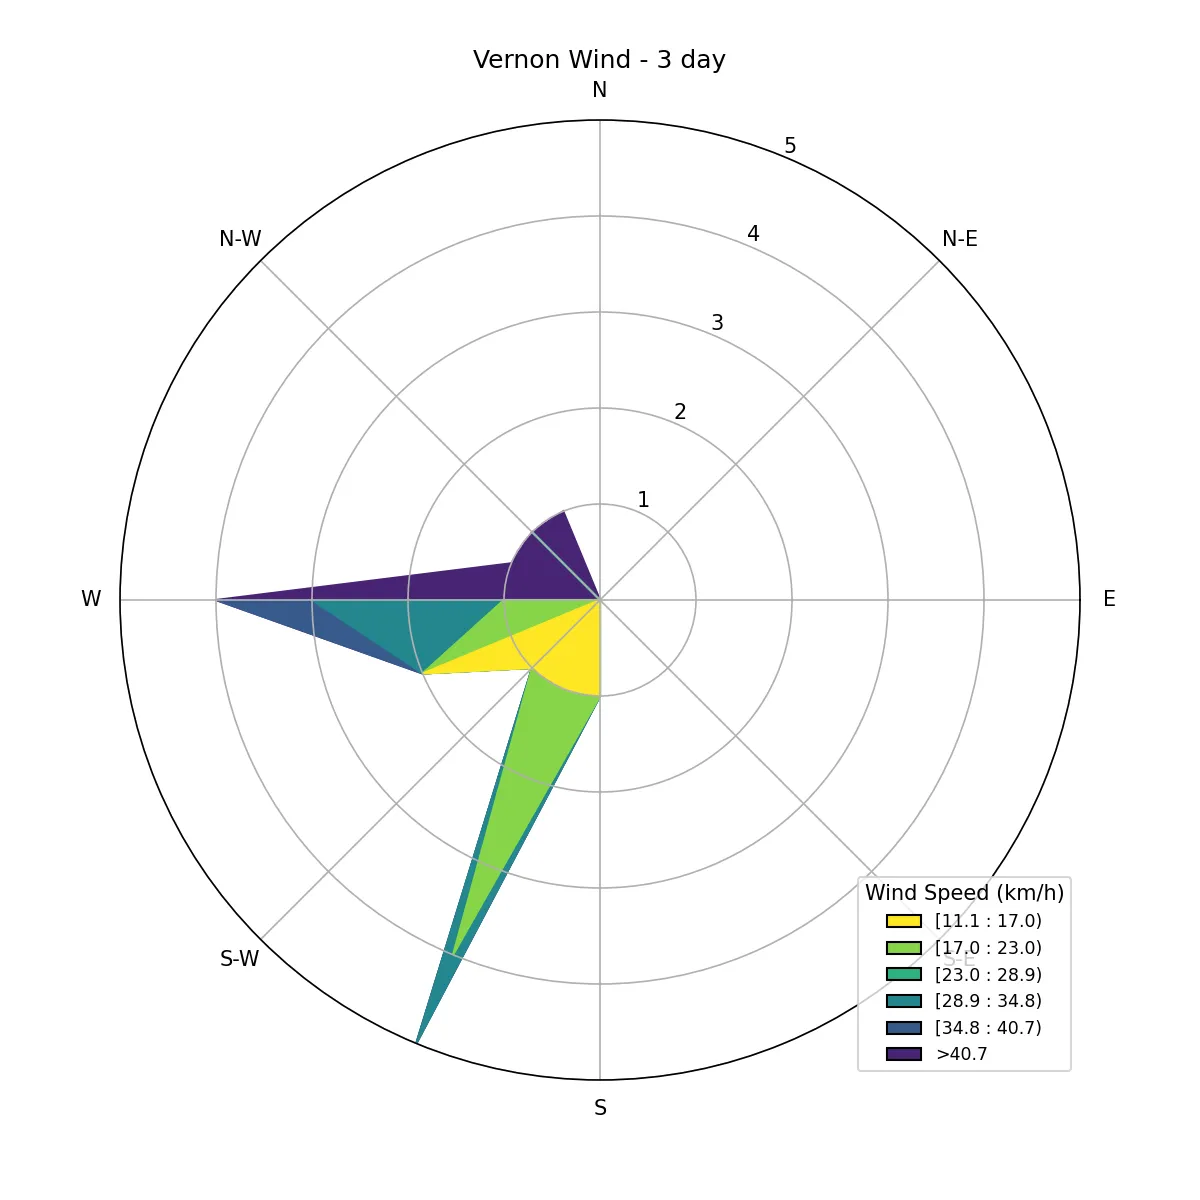 Vernon Wind - 3 day
N
5
N-W
4
N-E
3
2
1
W
E
S-W
S-E
S
Wind Speed (km/h)
[11.1 : 17.0)
[17.0 : 23.0)
[23.0 : 28.9)
[28.9 : 34.8)
[34.8 : 40.7)
>40.7